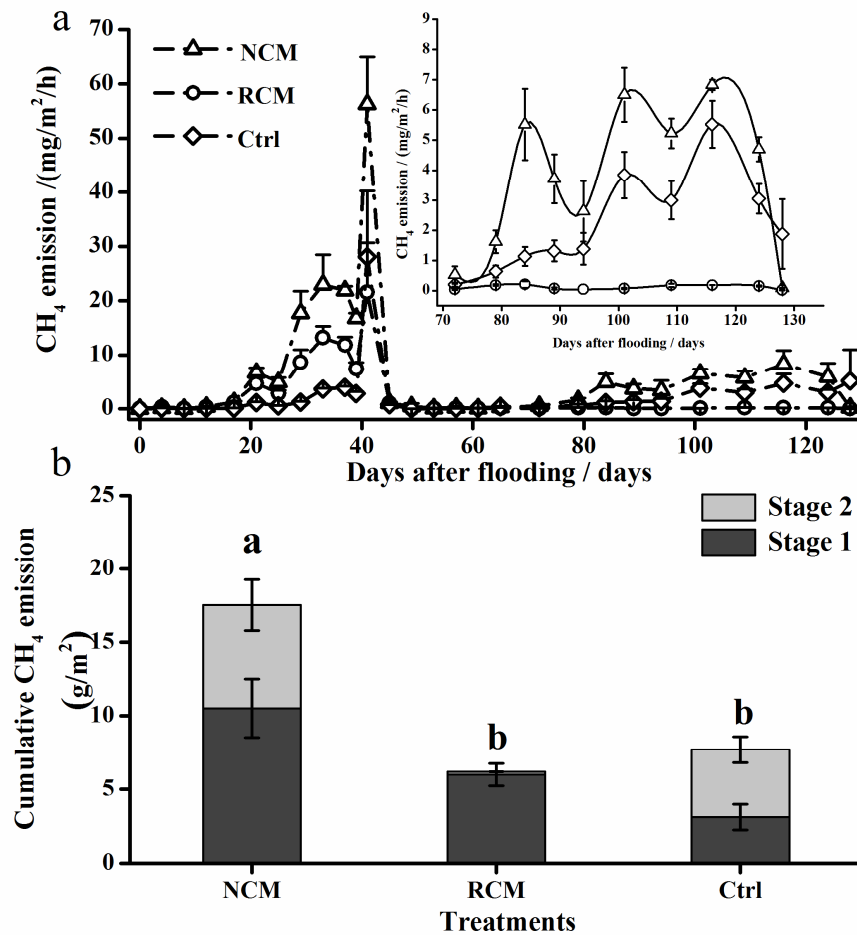 a
CH4 emission /(mg/m2/h)
70
60
50
40
30
20
10
0
NCM
RCM
Ctrl
CH4 emission / (mg/m2/h)
9
8
7
6
5
4
3
2
1
0
70 80 90 100 110 120 130
Days after flooding / days
0 20 40 60 80 100 120
Days after flooding / days
b
Cumulative CH4 emission
(g/m2)
25
20
15
10
5
0
Stage 2
Stage 1
a
b
b
NCM RCM Ctrl
Treatments